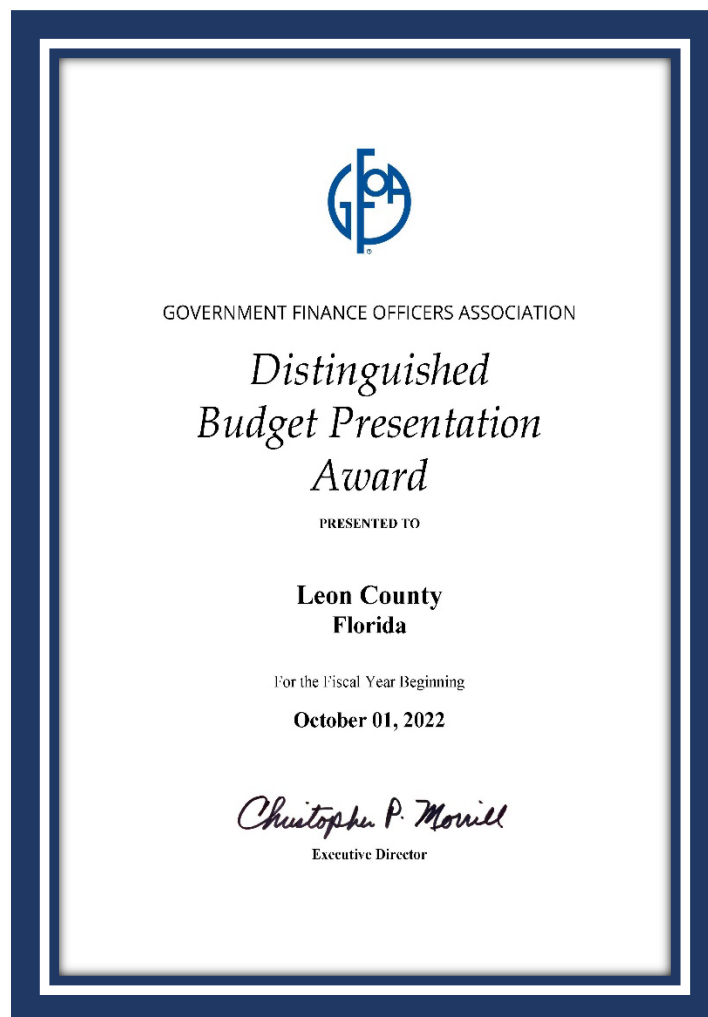 GFOA
GOVERNMENT FINANCE OFFICERS ASSOCIATION
Distinguished
Budget Presentation
Award
PRESENTED TO
Leon County
Florida
For the Fiscal Year Beginning
October 01, 2022
Christopher P. Morrill
Executive Director